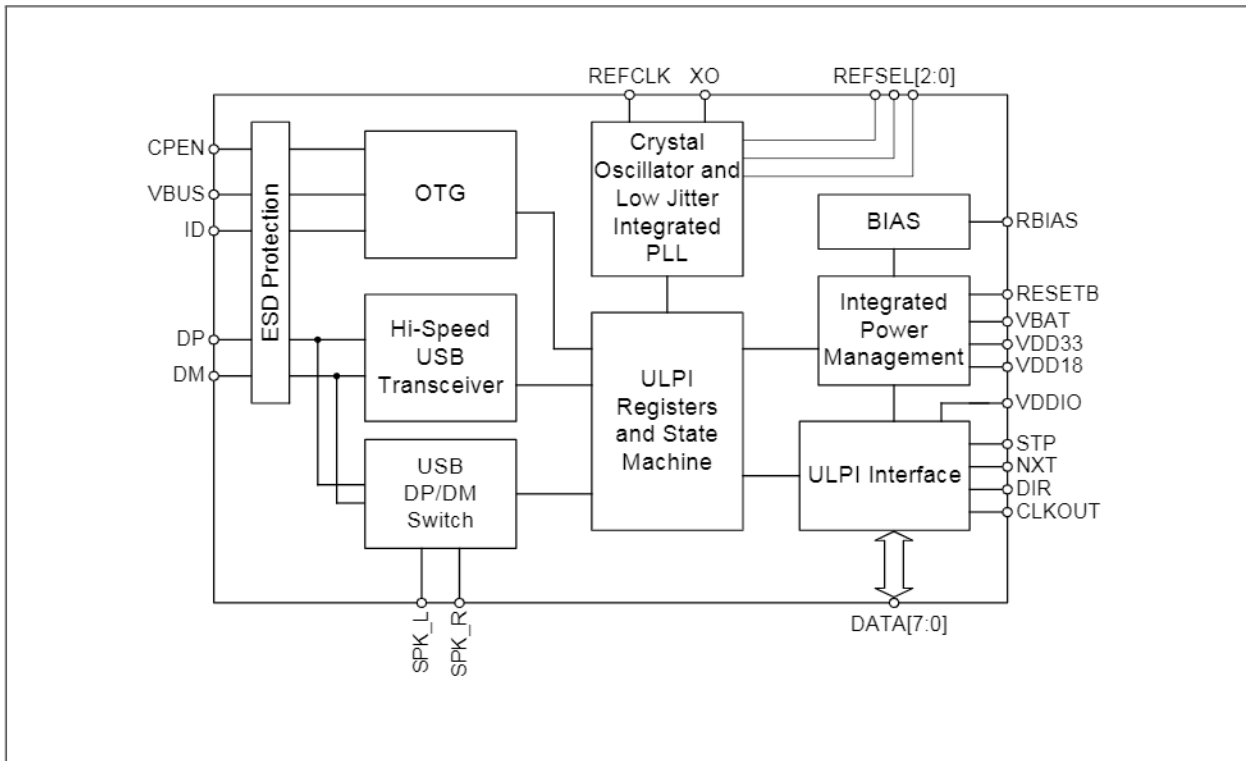 REFCLK XO REFSEL[2:0]
CPEN
VBUS
ID
DP
DM
ESD Protection
OTG
Hi-Speed
USB
Transceiver
USB
DP/DM
Switch
SPK_L
SPK_R
Crystal
Oscillator and
Low Jitter
Integrated
PLL
ULPI
Registers
and State
Machine
BIAS
Integrated
Power
Management
ULPI Interface
RBIAS
RESETB
VBAT
VDD33
VDD18
VDDIO
STP
NXT
DIR
CLKOUT
DATA[7:0]